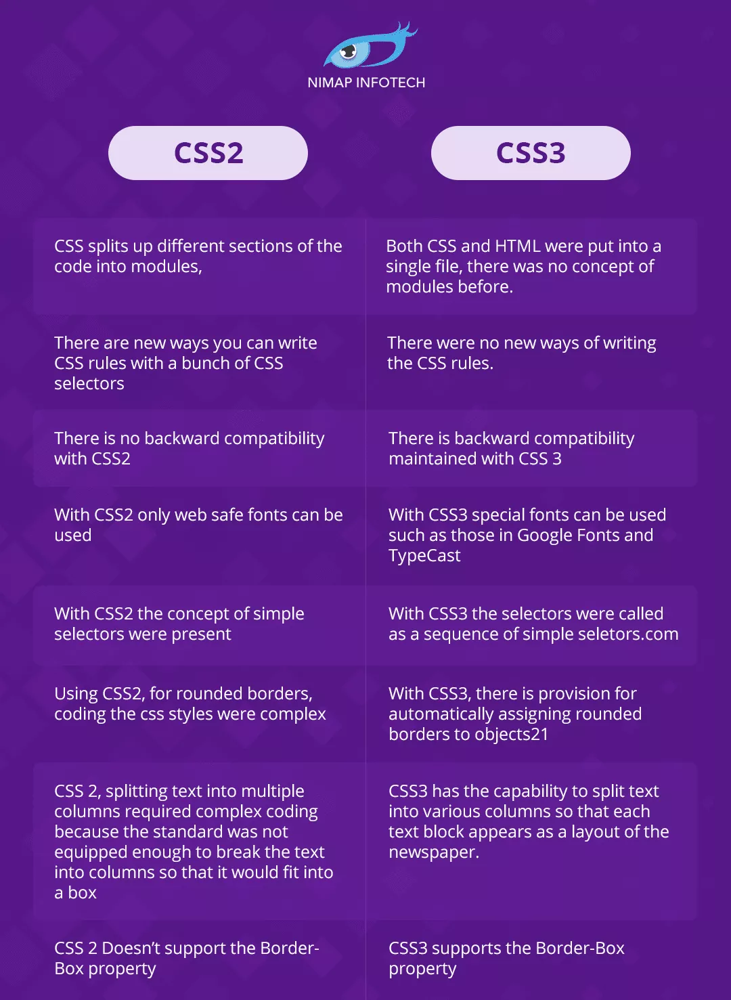 NIMAP INFOTECH
CSS2
CSS3
CSS splits up different sections of the
code into modules,
Both CSS and HTML were put into a
single file, there was no concept of
modules before.
There are new ways you can write
CSS rules with a bunch of CSS
selectors
There were no new ways of writing
the CSS rules.
There is no backward compatibility
with CSS2
There is backward compatibility
maintained with CSS 3
With CSS2 only web safe fonts can be
used
With CSS3 special fonts can be used
such as those in Google Fonts and
TypeCast
With CSS2 the concept of simple
selectors were present
With CSS3 the selectors were called
as a sequence of simple seletors.com
Using CSS2, for rounded borders,
coding the css styles were complex
With CSS3, there is provision for
automatically assigning rounded
borders to objects21
CSS 2, splitting text into multiple
columns required complex coding
because the standard was not
equipped enough to break the text
into columns so that it would fit into
a box
CSS3 has the capability to split text
into various columns so that each
text block appears as a layout of the
newspaper.
CSS 2 Doesn’t support the Border-
Box property
CSS3 supports the Border-Box
property